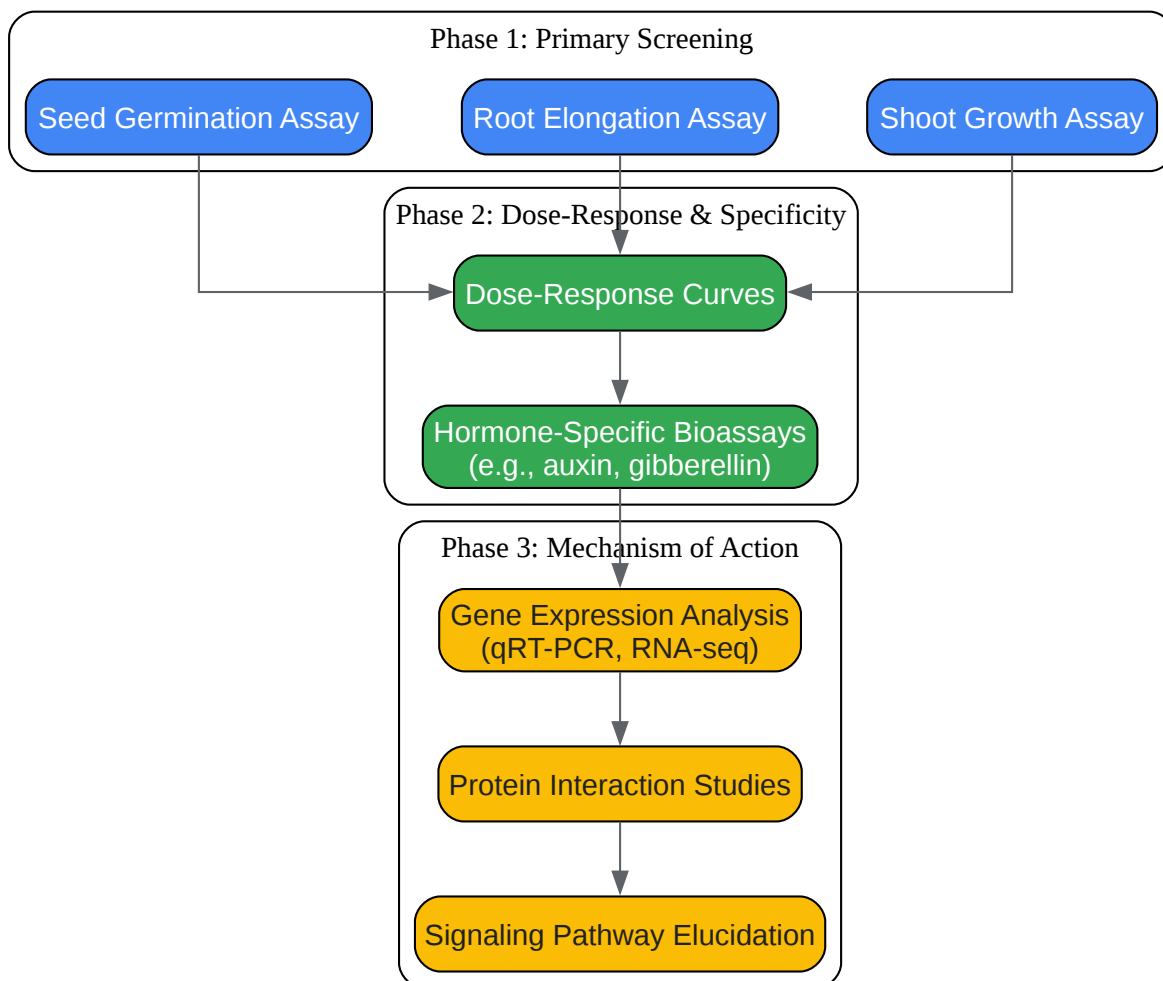 Phase 1: Primary Screening
Seed Germination Assay
Root Elongation Assay
Shoot Growth Assay
Phase 2: Dose-Response & Specificity
Dose-Response Curves
Hormone-Specific Bioassays
(e.g., auxin, gibberellin)
Phase 3: Mechanism of Action
Gene Expression Analysis
(qRT-PCR, RNA-seq)
Protein Interaction Studies
Signaling Pathway Elucidation